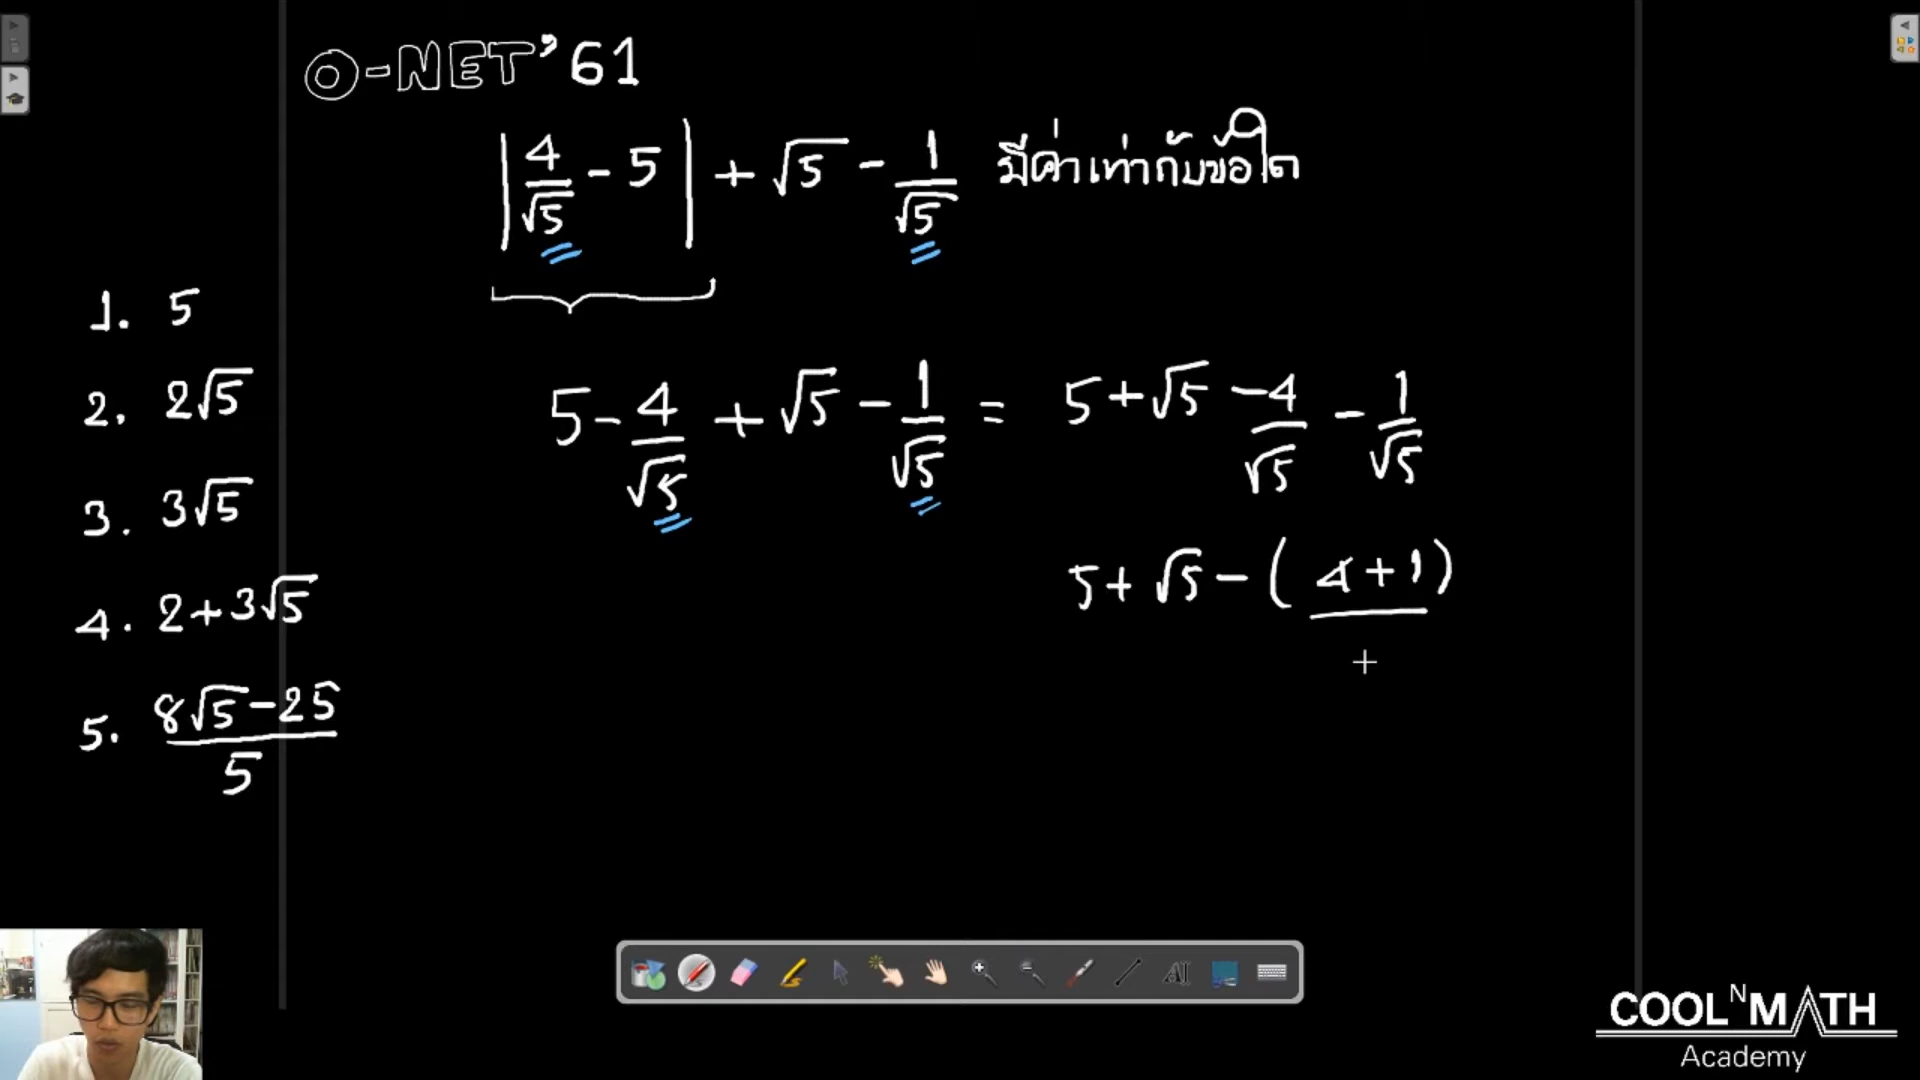 O-NET'61
|4/√5 - 5| + √5 - 1/√5 มีค่าเท่ากับข้อใด
1. 5
2. 2√5
3. 3√5
4. 2+3√5
5. 8√5-25/5
5 - 4/√5 + √5 - 1/√5 = 5+√5 - 4/√5 - 1/√5
5+√5-(4+1)
COOL N MATH
Academy